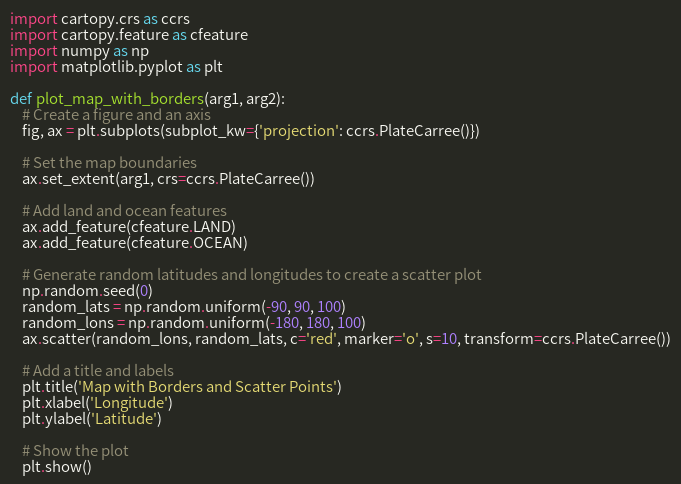 import cartopy.crs as ccrs
import cartopy.feature as cfeature
import numpy as np
import matplotlib.pyplot as plt

def plot_map_with_borders(arg1, arg2):
    # Create a figure and an axis
    fig, ax = plt.subplots(subplot_kw={'projection': ccrs.PlateCarree()})

    # Set the map boundaries
    ax.set_extent(arg1, crs=ccrs.PlateCarree())

    # Add land and ocean features
    ax.add_feature(cfeature.LAND)
    ax.add_feature(cfeature.OCEAN)

    # Generate random latitudes and longitudes to create a scatter plot
    np.random.seed(0)
    random_lats = np.random.uniform(-90, 90, 100)
    random_lons = np.random.uniform(-180, 180, 100)
    ax.scatter(random_lons, random_lats, c='red', marker='o', s=10, transform=ccrs.PlateCarree())

    # Add a title and labels
    plt.title('Map with Borders and Scatter Points')
    plt.xlabel('Longitude')
    plt.ylabel('Latitude')

    # Show the plot
    plt.show()